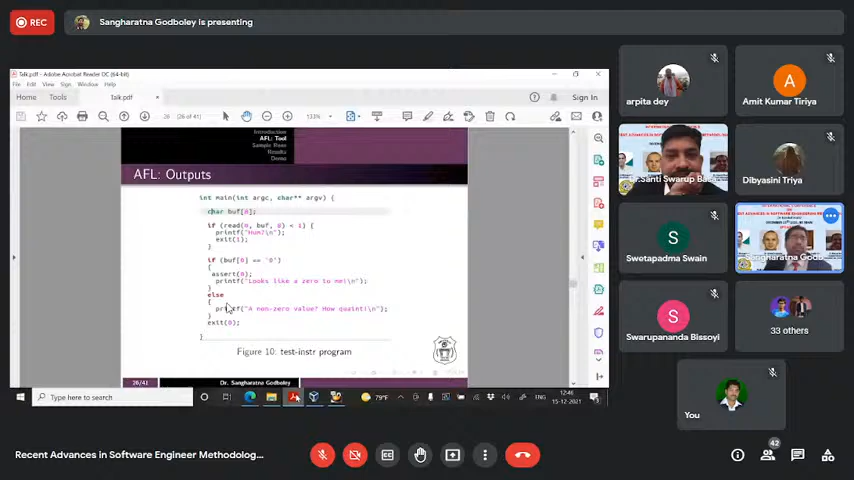 REC
Sangharatna Godboley is presenting
Talk.pdf - Adobe Acrobat Reader DC (64-bit)
File Edit View Sign Window Help
Home Tools
Talk.pdf
Sign In
(26 of 41)
133%
Introduction
AFL: Tool
Sample Runs
Results
Demo
AFL: Outputs
int main(int argc, char** argv) {
char buf[8];
if (read(0, buf, 8) < 1) {
printf("Hum?\n");
exit(1);
}
if (buf[0] == '0')
{
assert(0);
printf("Looks like a zero to me!\n");
}
else
{
printf("A non-zero value? How quaint!\n");
}
exit(0);
}
Figure 10: test-instr program
26/41
Dr. Sangharatna Godboley
Type here to search
79°F
ENG
12:46
15-12-2021
arpita dey
Amit Kumar Tiriya
Dr.Santi Swarup Bas
Dibyasini Triya
Swetapadma Swain
S
Sangharatna Godb
Swarupananda Bissoyi
S
33 others
A
You
Recent Advances in Software Engineer Methodolog...
42